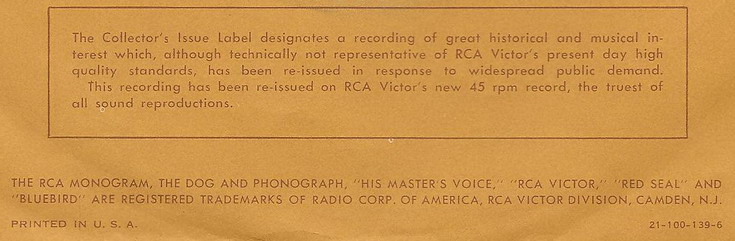 The Collector's Issue Label designates a recording of great historical and musical in-
terest which, although technically not representative of RCA Victor's present day high
quality standards, has been re-issued in response to widespread public demand.
This recording has been re-issued on RCA Victor's new 45 rpm record, the truest of
all sound reproductions.
THE RCA MONOGRAM, THE DOG AND PHONOGRAPH, "HIS MASTER'S VOICE," "RCA VICTOR," "RED SEAL" AND
"BLUEBIRD" ARE REGISTERED TRADEMARKS OF RADIO CORP. OF AMERICA, RCA VICTOR DIVISION, CAMDEN, N.J.
PRINTED IN U. S. A. 21-100-139-6